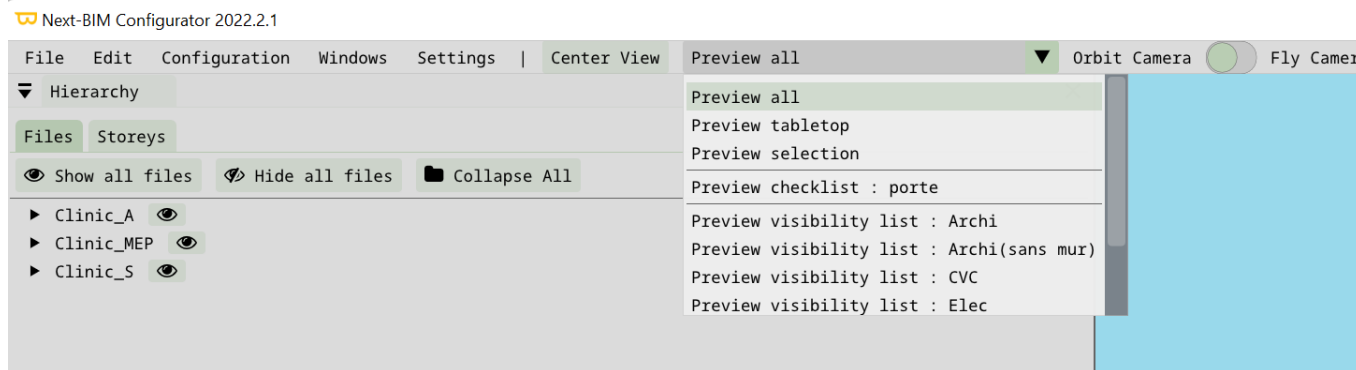 Next-BIM Configurator 2022.2.1
File Edit Configuration Windows Settings | Center View Preview all Orbit Camera Fly Camer
Hierarchy
Preview all
Files Storeys
Preview tabletop
Preview selection
Show all files Hide all files Collapse All
Preview checklist : porte
Clinic_A
Preview visibility list : Archi
Clinic_MEP
Preview visibility list : Archi(sans mur)
Clinic_S
Preview visibility list : CVC
Preview visibility list : Elec